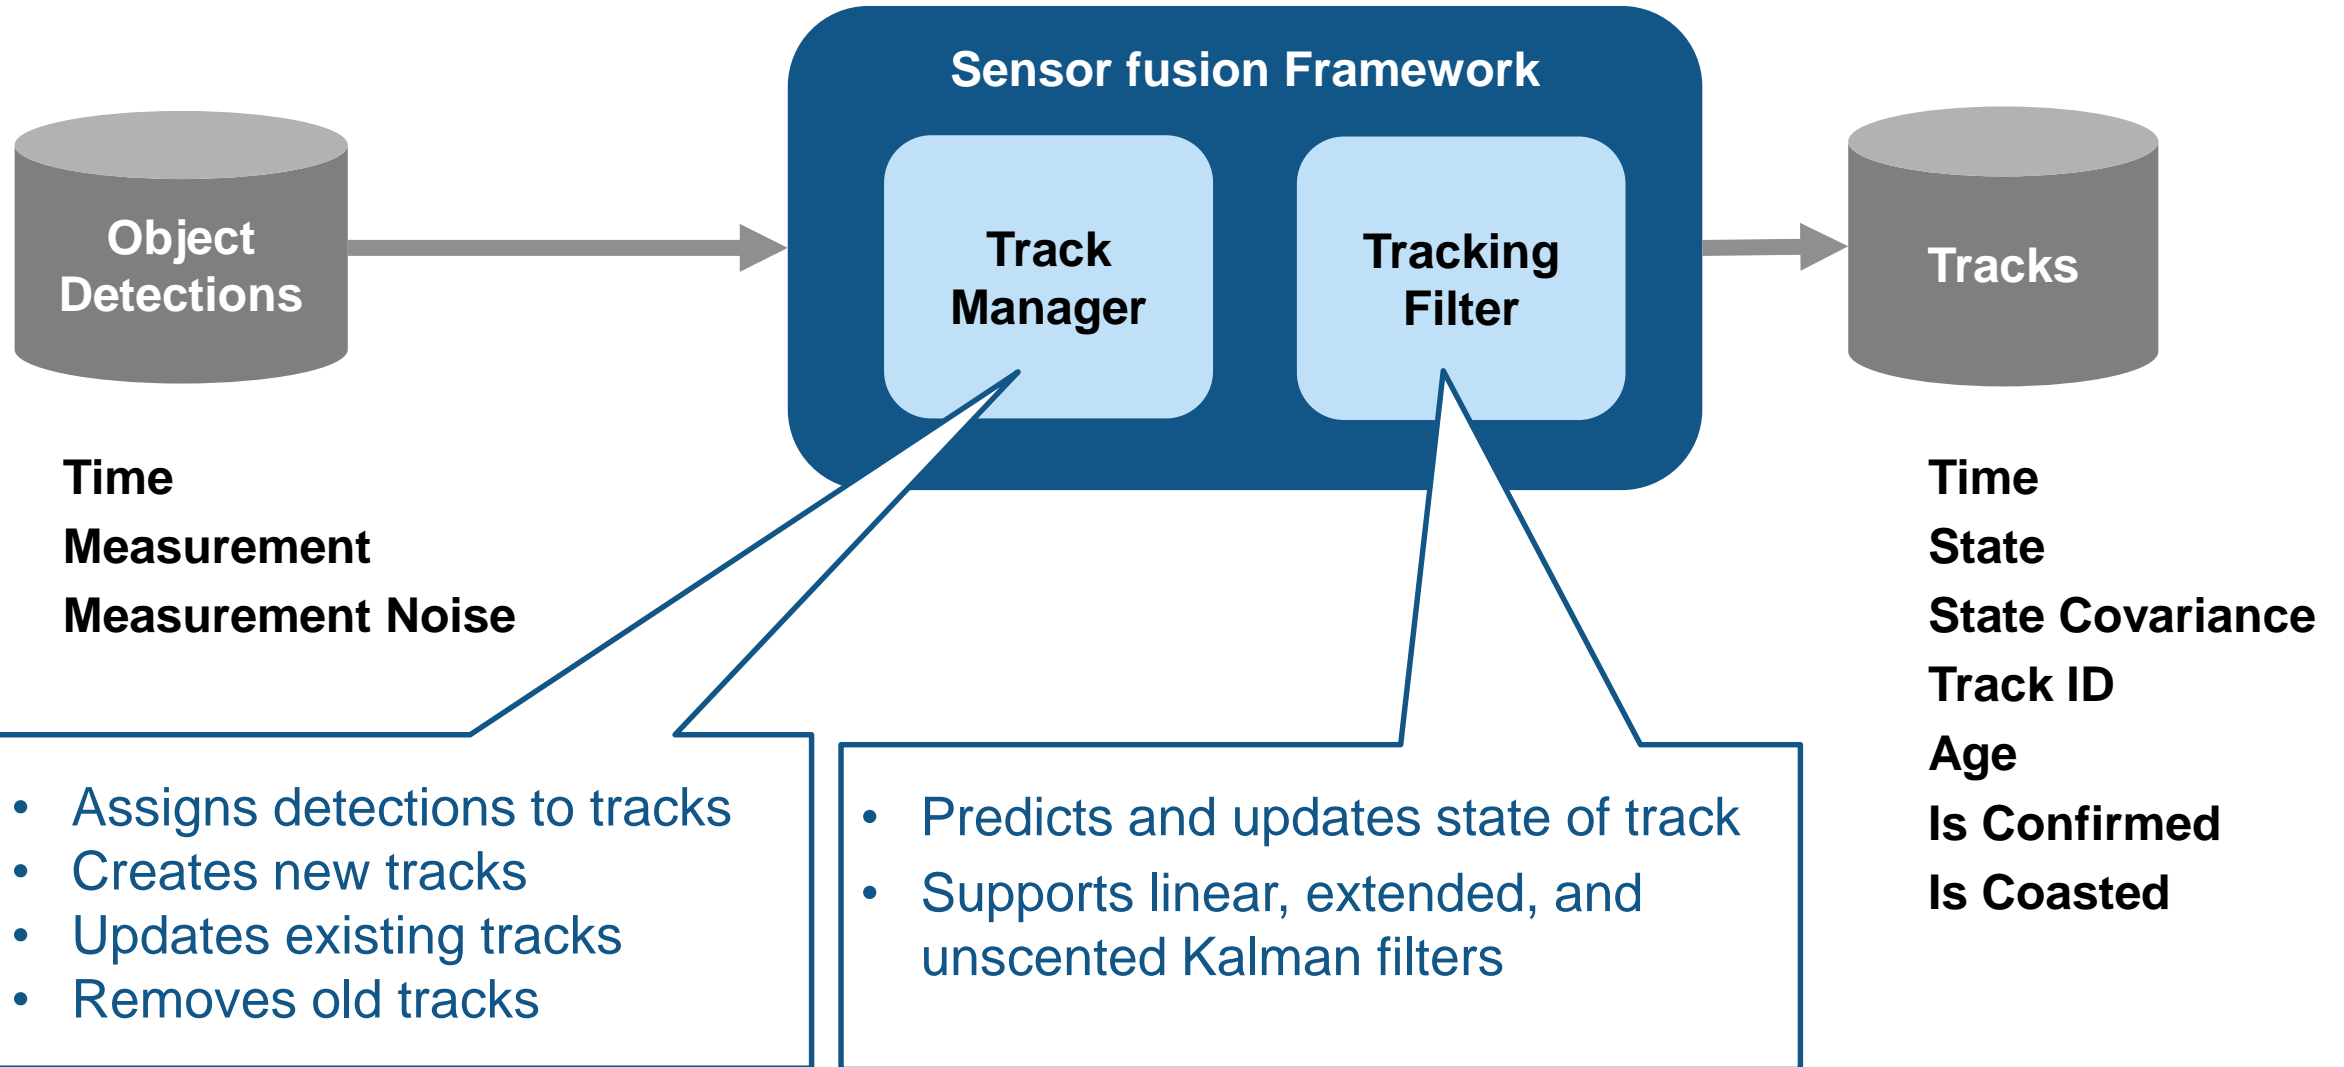 Sensor fusion Framework
Object
Detections
Track
Manager
Tracking
Filter
Tracks
Time
Measurement
Measurement Noise
Time
State
State Covariance
Track ID
Age
Is Confirmed
Is Coasted
• Assigns detections to tracks
• Creates new tracks
• Updates existing tracks
• Removes old tracks
• Predicts and updates state of track
• Supports linear, extended, and
unscented Kalman filters